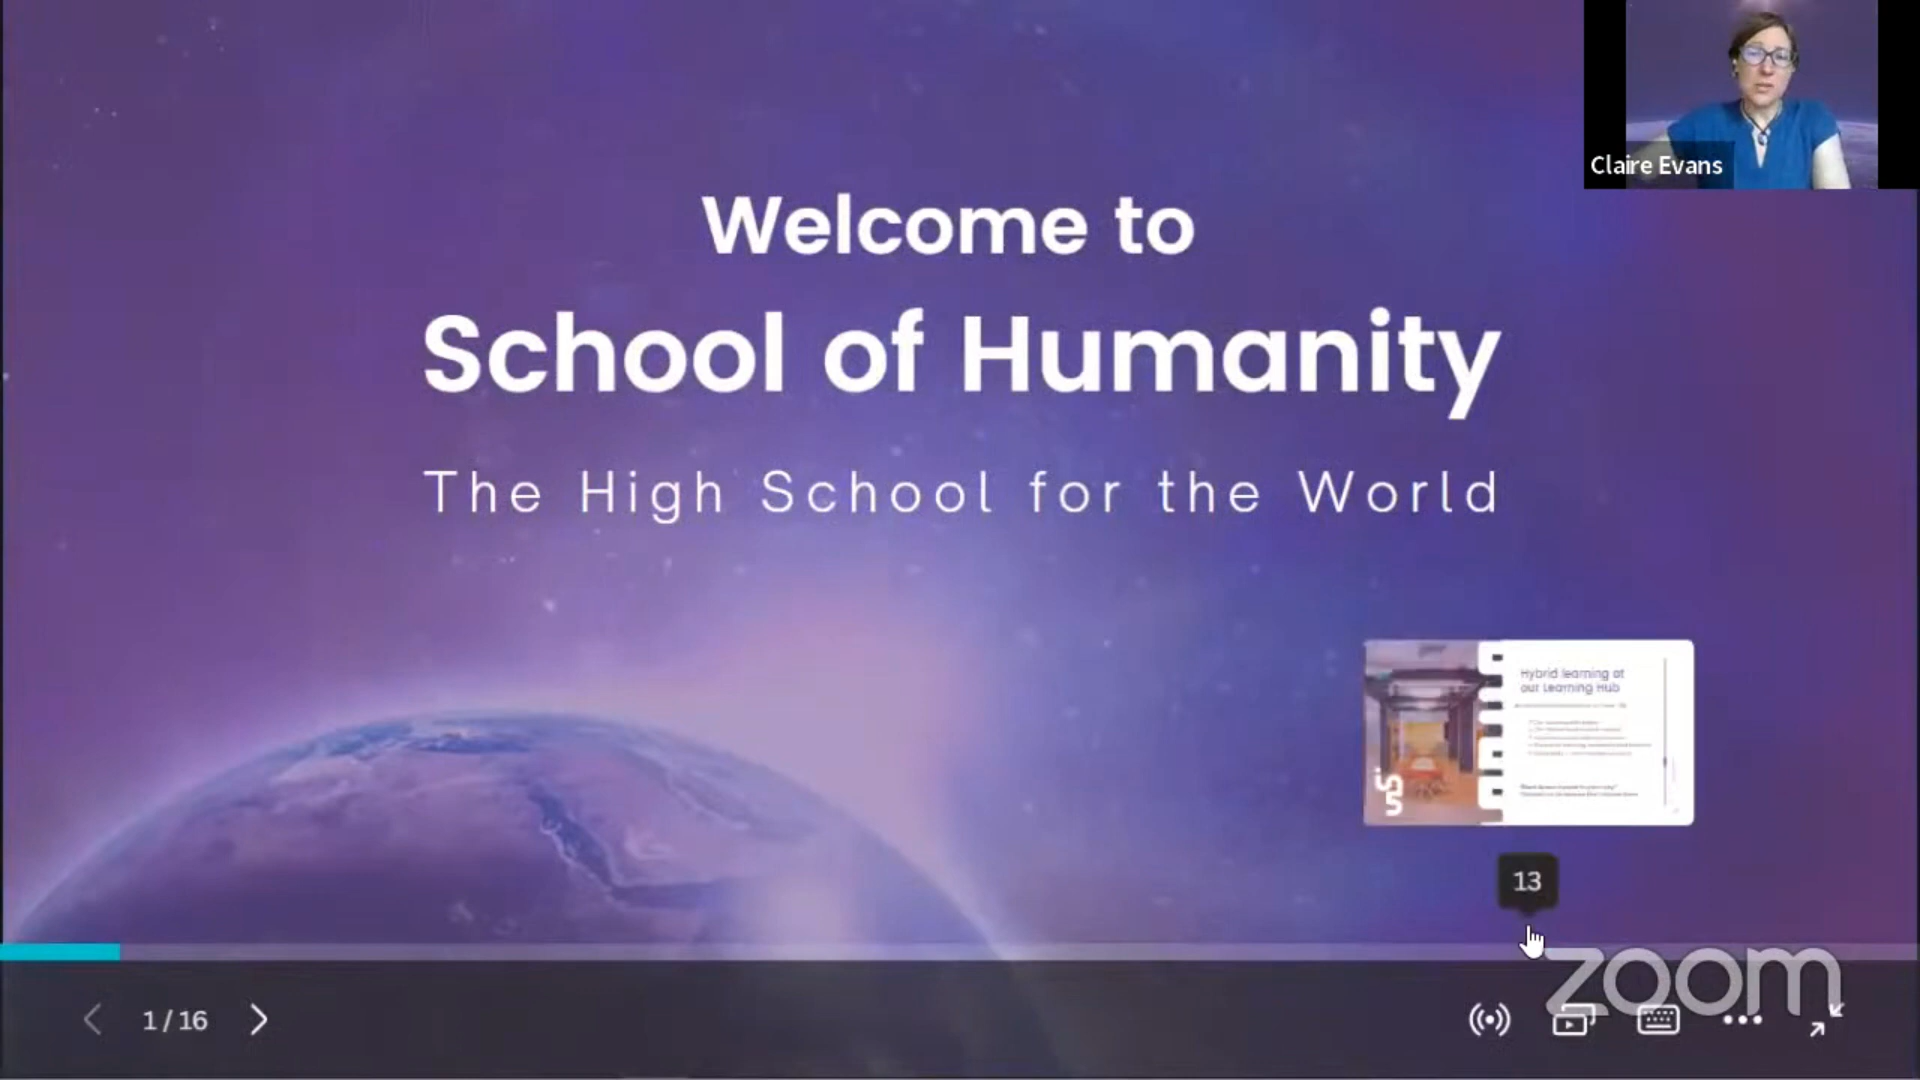 Claire Evans
Welcome to
School of Humanity
The High School for the World
Hybrid learning at
our Learning Hub
13
zoom
1 / 16